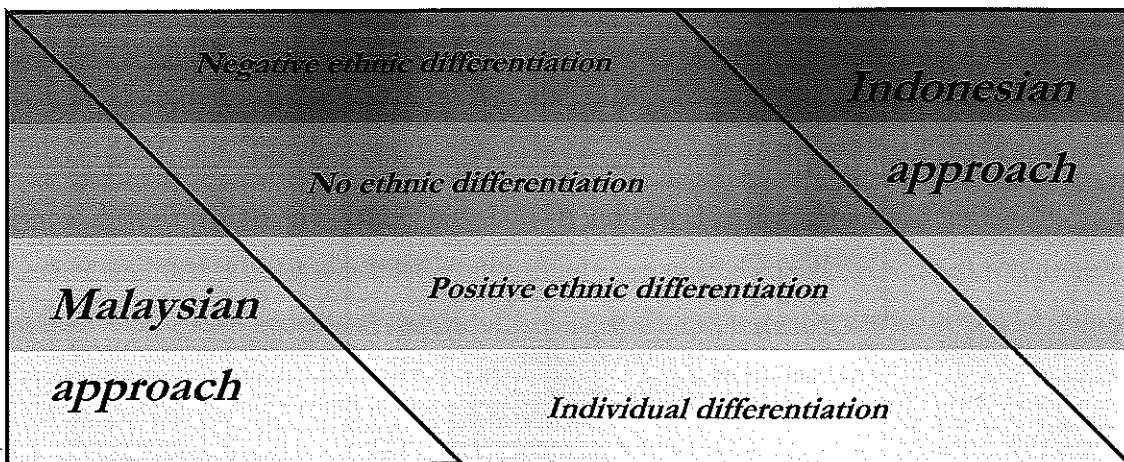 Negative ethnic differentiation
Indonesian
approach
No ethnic differentiation
Malaysian
approach
Positive ethnic differentiation
Individual differentiation